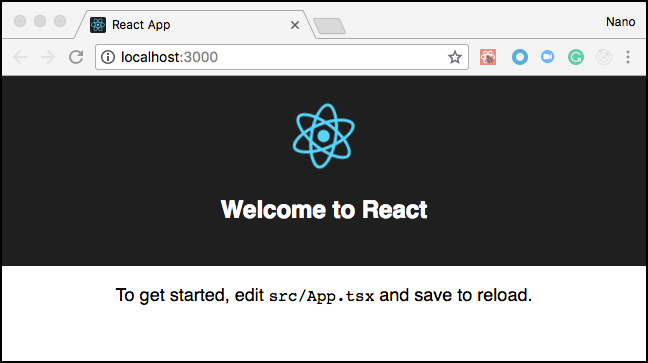 React App
Nano
localhost:3000
Welcome to React
To get started, edit src/App.tsx and save to reload.